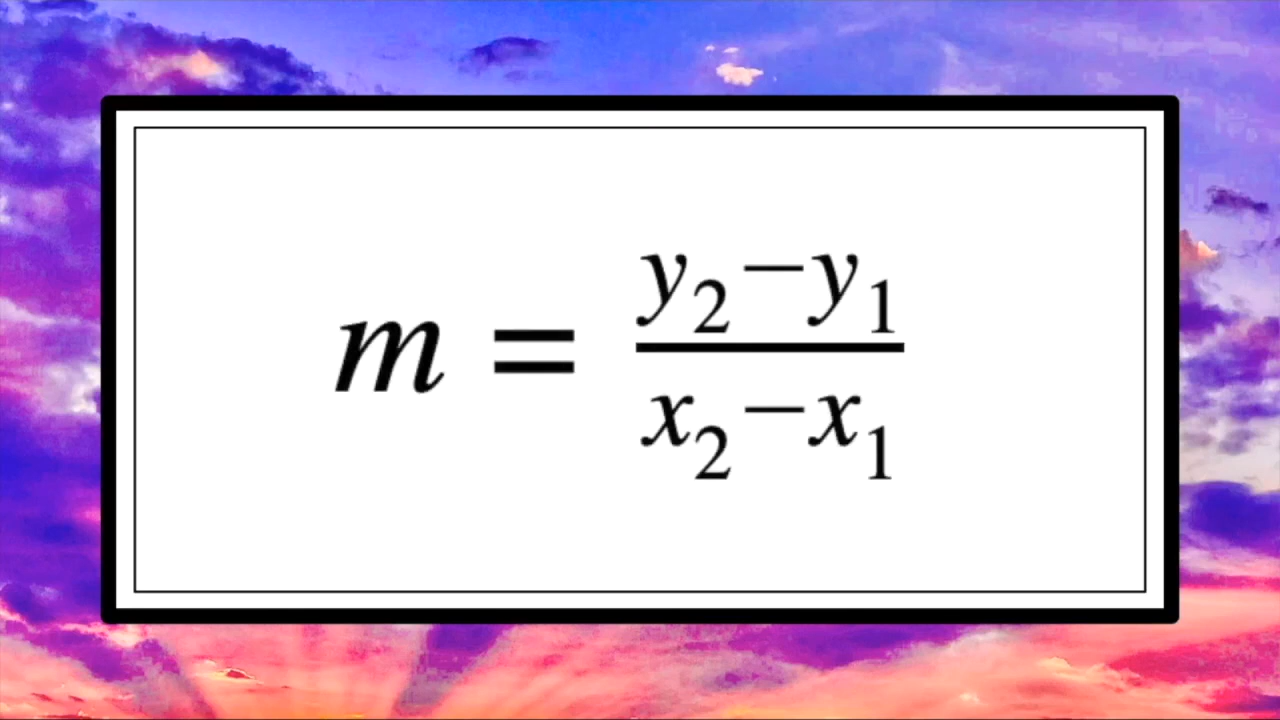 m = y₂−y₁
x₂−x₁